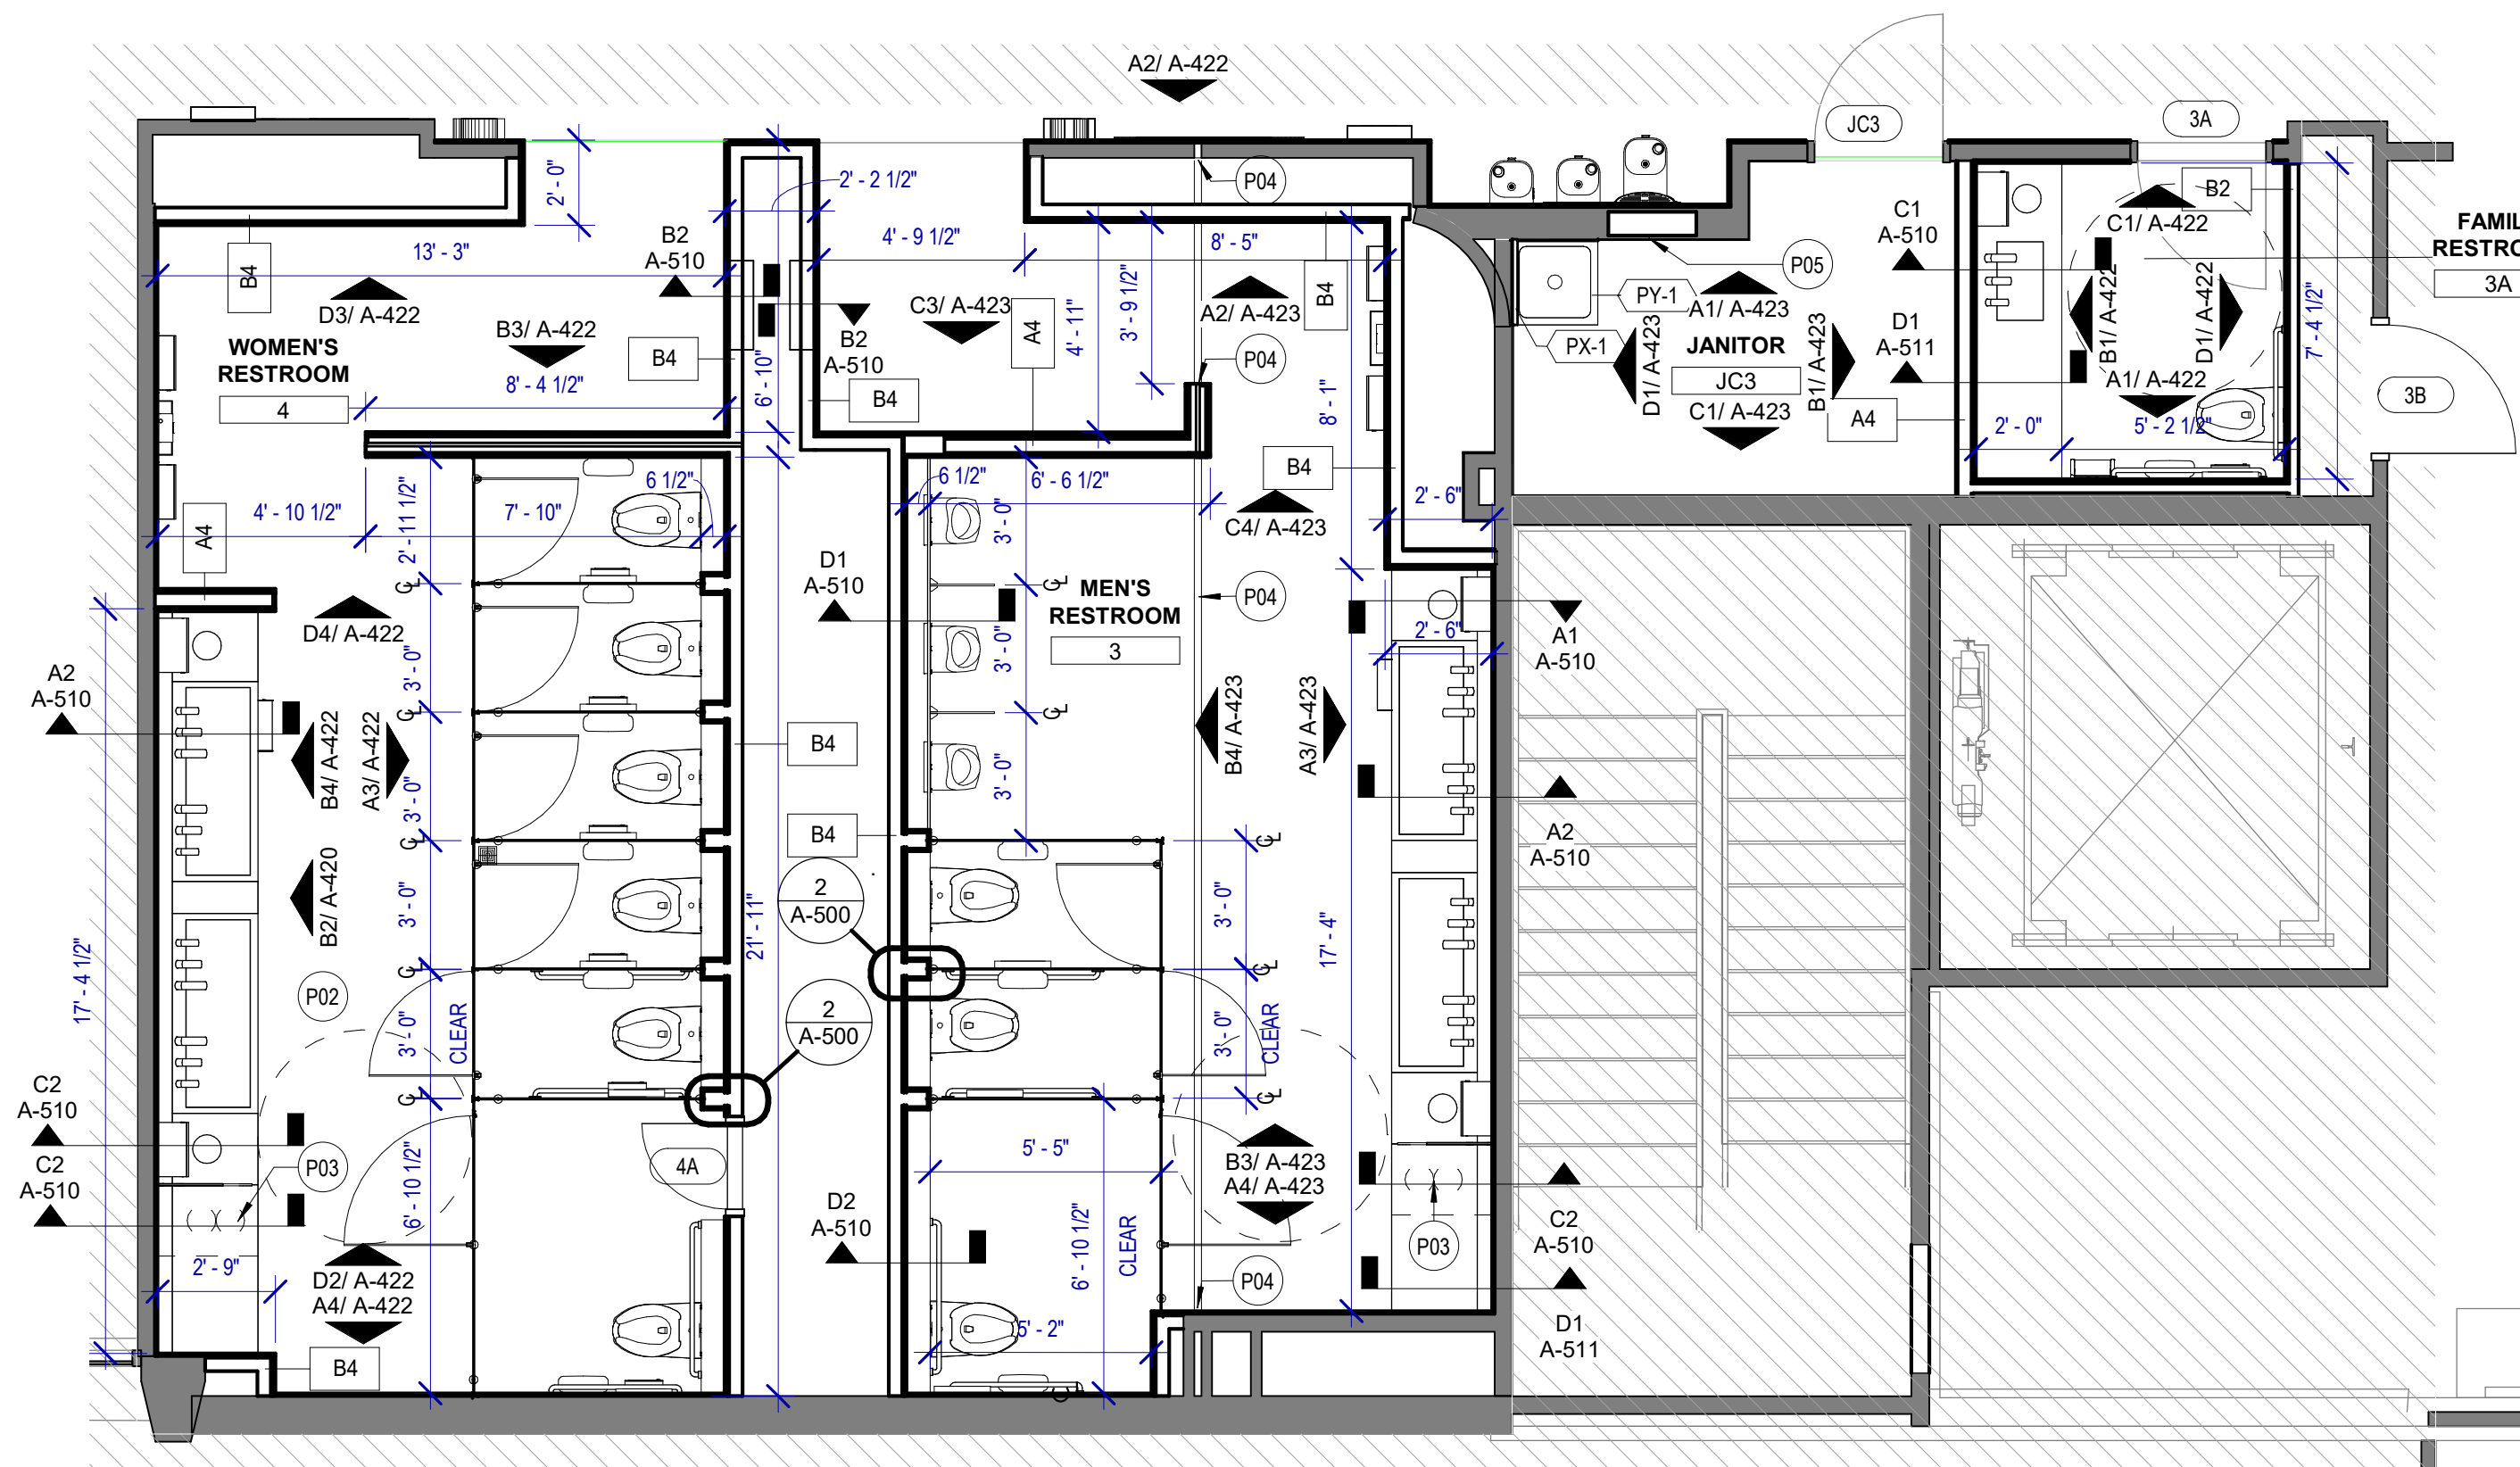 A2/ A-422
JC3
3A
2' - 0"
2' - 2 1/2"
P04
B2
C1
A-510
C1/ A-422
FAMIL
RESTRO
3A
B4
13' - 3"
B2
A-510
4' - 9 1/2"
8' - 5"
B4
P05
D3/ A-422
B3/ A-422
C3/ A-423
A4
4' - 11"
3' - 9 1/2"
A2/ A-423
PY-1
A1/ A-423
B1/ A-422
D1/ A-422
7' - 4 1/2"
WOMEN'S
RESTROOM
4
B4
B2
A-510
P04
PX-1
D1/ A-423
JANITOR
JC3
C1/ A-423
B1/ A-423
D1
A-511
A1/ A-422
3B
8' - 4 1/2"
6' - 10"
B4
8' - 1"
A4
2' - 0"
5' - 2 1/2"
B4
4' - 10 1/2"
2' - 11 1/2"
7' - 10"
6 1/2"
6 1/2"
6' - 6 1/2"
3' - 0"
C4/ A-423
2' - 6"
A4
D1
A-510
MEN'S
RESTROOM
3
P04
D4/ A-422
3' - 0"
3' - 0"
2' - 6"
A1
A-510
A2
A-510
B4/ A-422
A3/ A-422
3' - 0"
B4
3' - 0"
B4/ A-423
A3/ A-423
B4
A2
A-510
B2/ A-420
3' - 0"
21' - 11"
2
A-500
3' - 0"
17' - 4"
17' - 4 1/2"
P02
3' - 0"
CLEAR
2
A-500
3' - 0"
CLEAR
C2
A-510
C2
A-510
P03
6' - 10 1/2"
4A
5' - 5"
B3/ A-423
A4/ A-423
D2
A-510
6' - 10 1/2"
CLEAR
P03
C2
A-510
2' - 9"
D2/ A-422
A4/ A-422
P04
5' - 2"
D1
A-511
B4